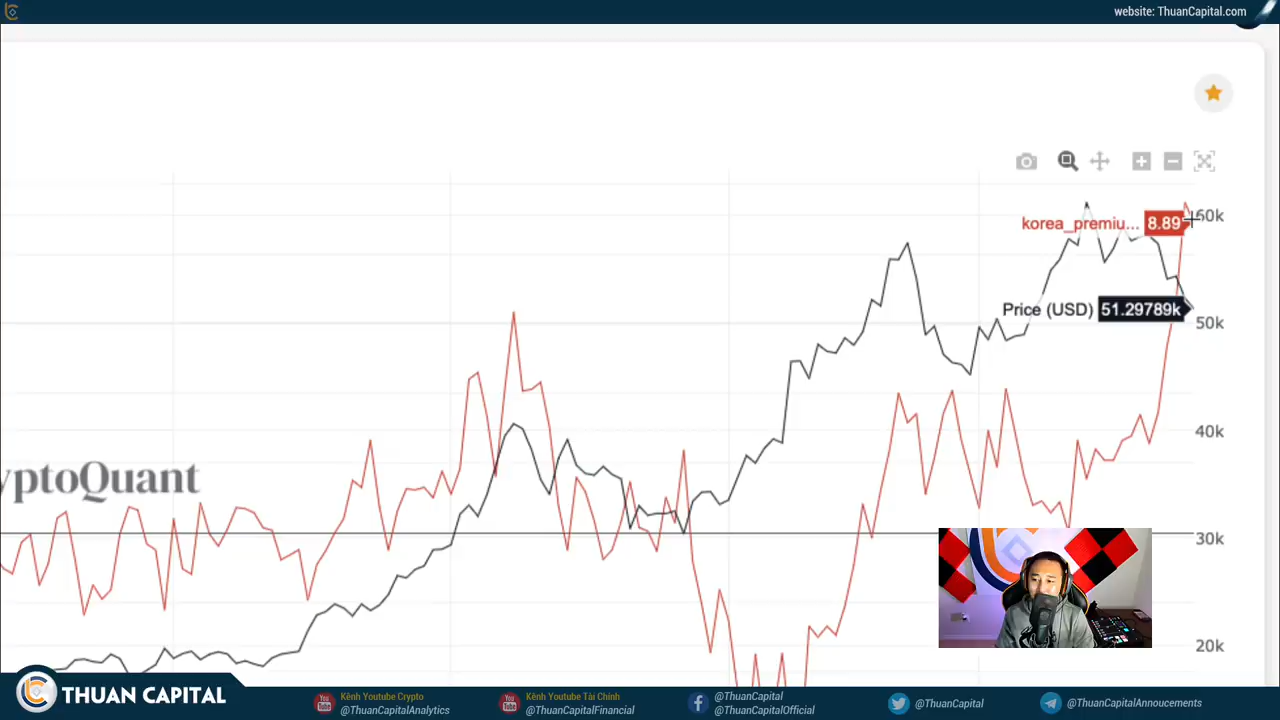 website: ThuanCapital.com
korea_premiu... 8.89
60k
Price (USD) 51.29789k
50k
40k
yptoQuant
30k
20k
THUAN CAPITAL
Kênh Youtube Crypto
@ThuanCapitalAnalytics
Kênh Youtube Tài Chính
@ThuanCapitalFinancial
@ThuanCapital
@ThuanCapitalOfficial
@ThuanCapital
@ThuanCapitalAnnoucements